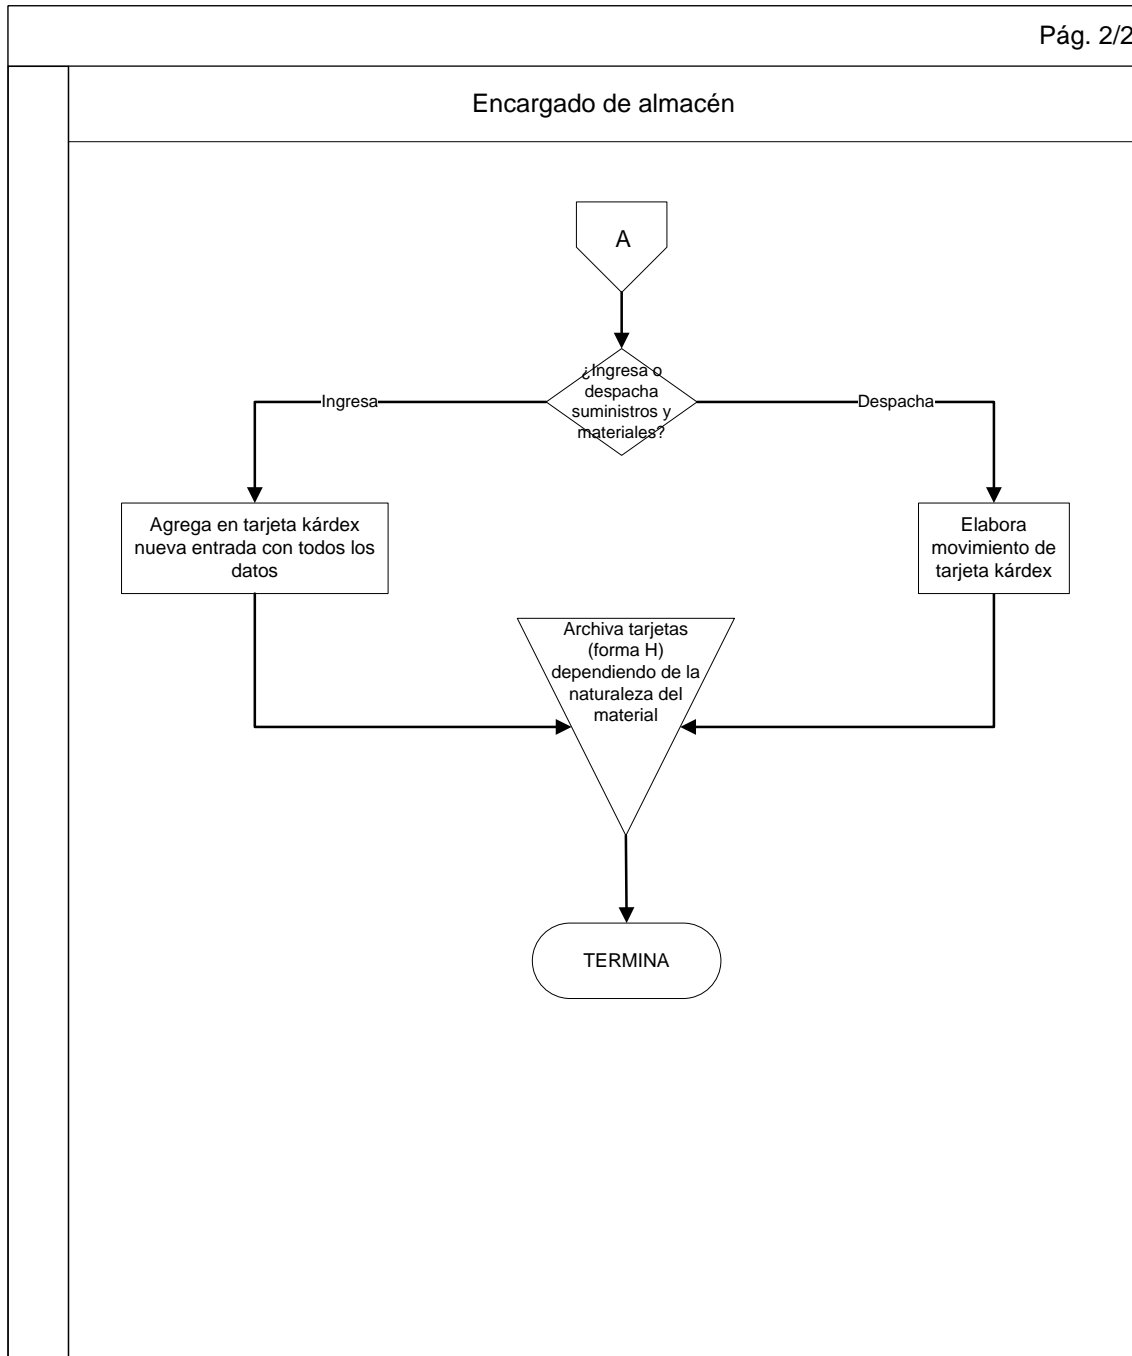 Pág. 2/2
Encargado de almacén
A
¿Ingresa o
despacha
suministros y
materiales?
Ingresa
Despacha
Agrega en tarjeta kárdex
nueva entrada con todos los
datos
Elabora
movimiento de
tarjeta kárdex
Archiva tarjetas
(forma H)
dependiendo de la
naturaleza del
material
TERMINA